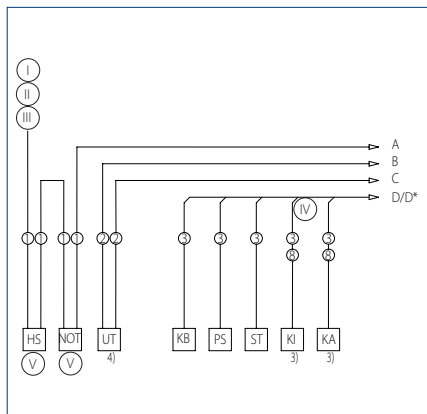 I
II
III
A
B
C
D/D*
IV
1 1 1 1 2 2 3 3 3 3 3
8 8
HS NOT UT KB PS ST KI KA
V V 4) 3) 3)